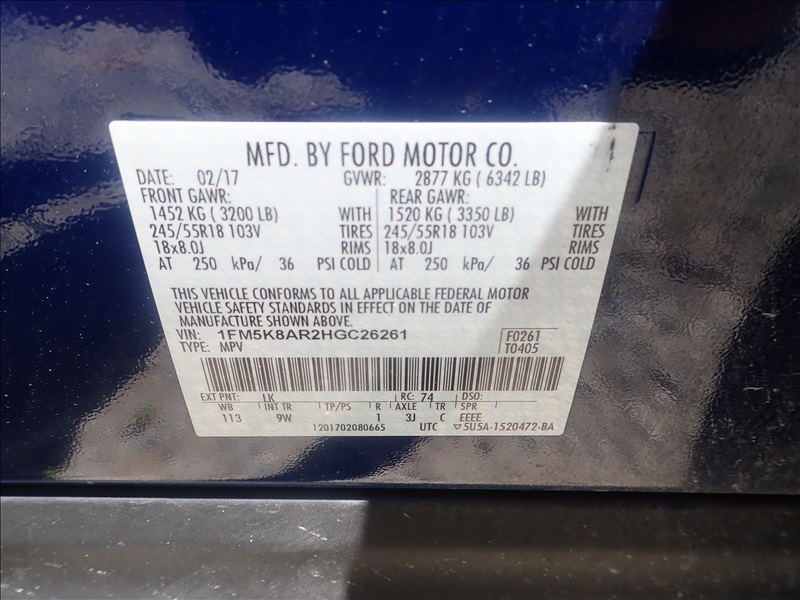 MFD. BY FORD MOTOR CO.
DATE: 02/17 GVWR: 2877 KG ( 6342 LB)
FRONT GAWR: REAR GAWR:
1452 KG ( 3200 LB) WITH 1520 KG ( 3350 LB) WITH
245/55R18 103V TIRES 245/55R18 103V TIRES
18x8.0J RIMS 18x8.0J RIMS
AT 250 kPa/ 36 PSI COLD AT 250 kPa/ 36 PSI COLD
THIS VEHICLE CONFORMS TO ALL APPLICABLE FEDERAL MOTOR
VEHICLE SAFETY STANDARDS IN EFFECT ON THE DATE OF
MANUFACTURE SHOWN ABOVE.
VIN: 1FM5K8AR2HGC26261 F0261
TYPE: MPV T0405
EXT PNT: LK RC: 74 DSO:
WB INT TR TP/PS R AXLE TR SPR
113 9W 1 3J C EEEE
1201702080665 UTC ▽5U5A-1520472-BA